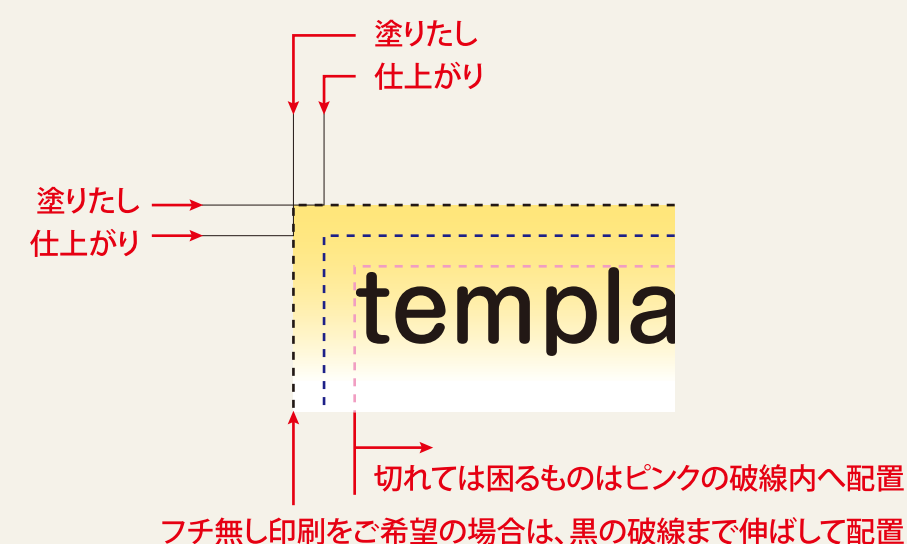 塗りたし
仕上がり
塗りたし
仕上がり
templa
切れては困るものはピンクの破線内へ配置
フチ無し印刷をご希望の場合は、黒の破線まで伸ばして配置